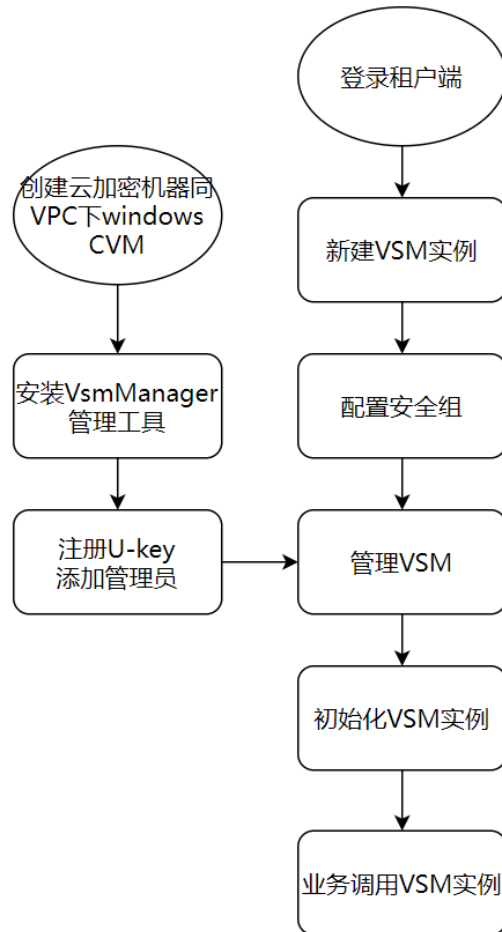 登录租户端
创建云加密机器同
VPC下windows
CVM
新建VSM实例
安装VsmManager
管理工具
配置安全组
注册U-key
添加管理员
管理VSM
初始化VSM实例
业务调用VSM实例